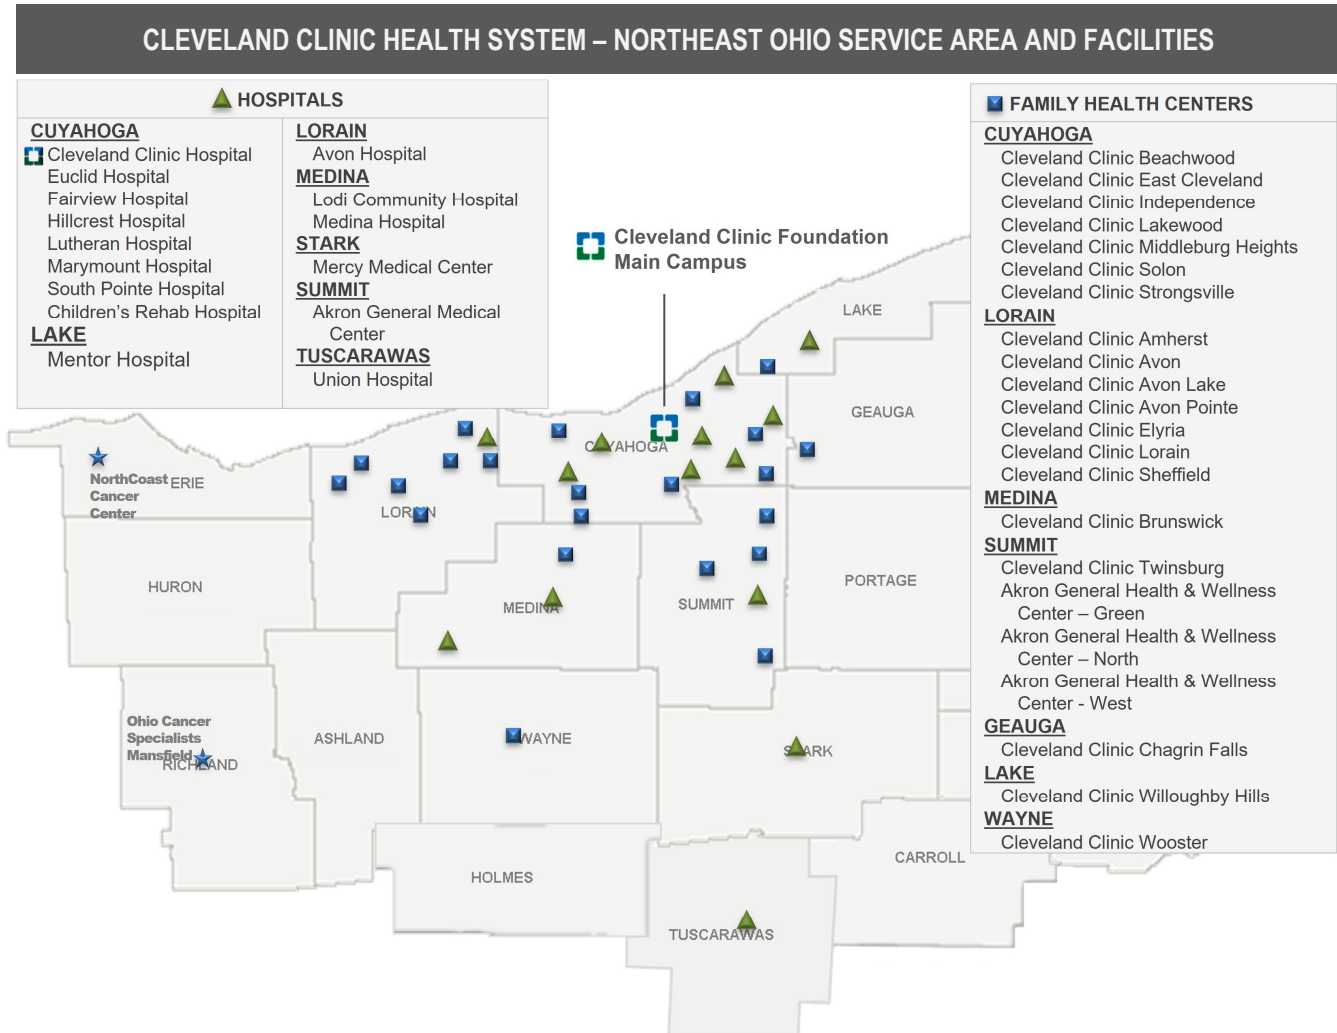 CLEVELAND CLINIC HEALTH SYSTEM – NORTHEAST OHIO SERVICE AREA AND FACILITIES
HOSPITALS
CUYAHOGA
Cleveland Clinic Hospital
Euclid Hospital
Fairview Hospital
Hillcrest Hospital
Lutheran Hospital
Marymount Hospital
South Pointe Hospital
Children's Rehab Hospital
LAKE
Mentor Hospital
LORAIN
Avon Hospital
MEDINA
Lodi Community Hospital
Medina Hospital
STARK
Mercy Medical Center
SUMMIT
Akron General Medical
Center
TUSCARAWAS
Union Hospital
FAMILY HEALTH CENTERS
CUYAHOGA
Cleveland Clinic Beachwood
Cleveland Clinic East Cleveland
Cleveland Clinic Independence
Cleveland Clinic Lakewood
Cleveland Clinic Middleburg Heights
Cleveland Clinic Solon
Cleveland Clinic Strongsville
LORAIN
Cleveland Clinic Amherst
Cleveland Clinic Avon
Cleveland Clinic Avon Lake
Cleveland Clinic Avon Pointe
Cleveland Clinic Elyria
Cleveland Clinic Lorain
Cleveland Clinic Sheffield
MEDINA
Cleveland Clinic Brunswick
SUMMIT
Cleveland Clinic Twinsburg
Akron General Health & Wellness
Center – Green
Akron General Health & Wellness
Center – North
Akron General Health & Wellness
Center - West
GEAUGA
Cleveland Clinic Chagrin Falls
LAKE
Cleveland Clinic Willoughby Hills
WAYNE
Cleveland Clinic Wooster
Cleveland Clinic Foundation
Main Campus
LAKE
GEAUGA
CUYAHOGA
NorthCoast
Cancer
Center
ERIE
LORAIN
HURON
MEDINA
SUMMIT
PORTAGE
Ohio Cancer
Specialists
Mansfield
RICHLAND
ASHLAND
WAYNE
STARK
HOLMES
CARROLL
TUSCARAWAS